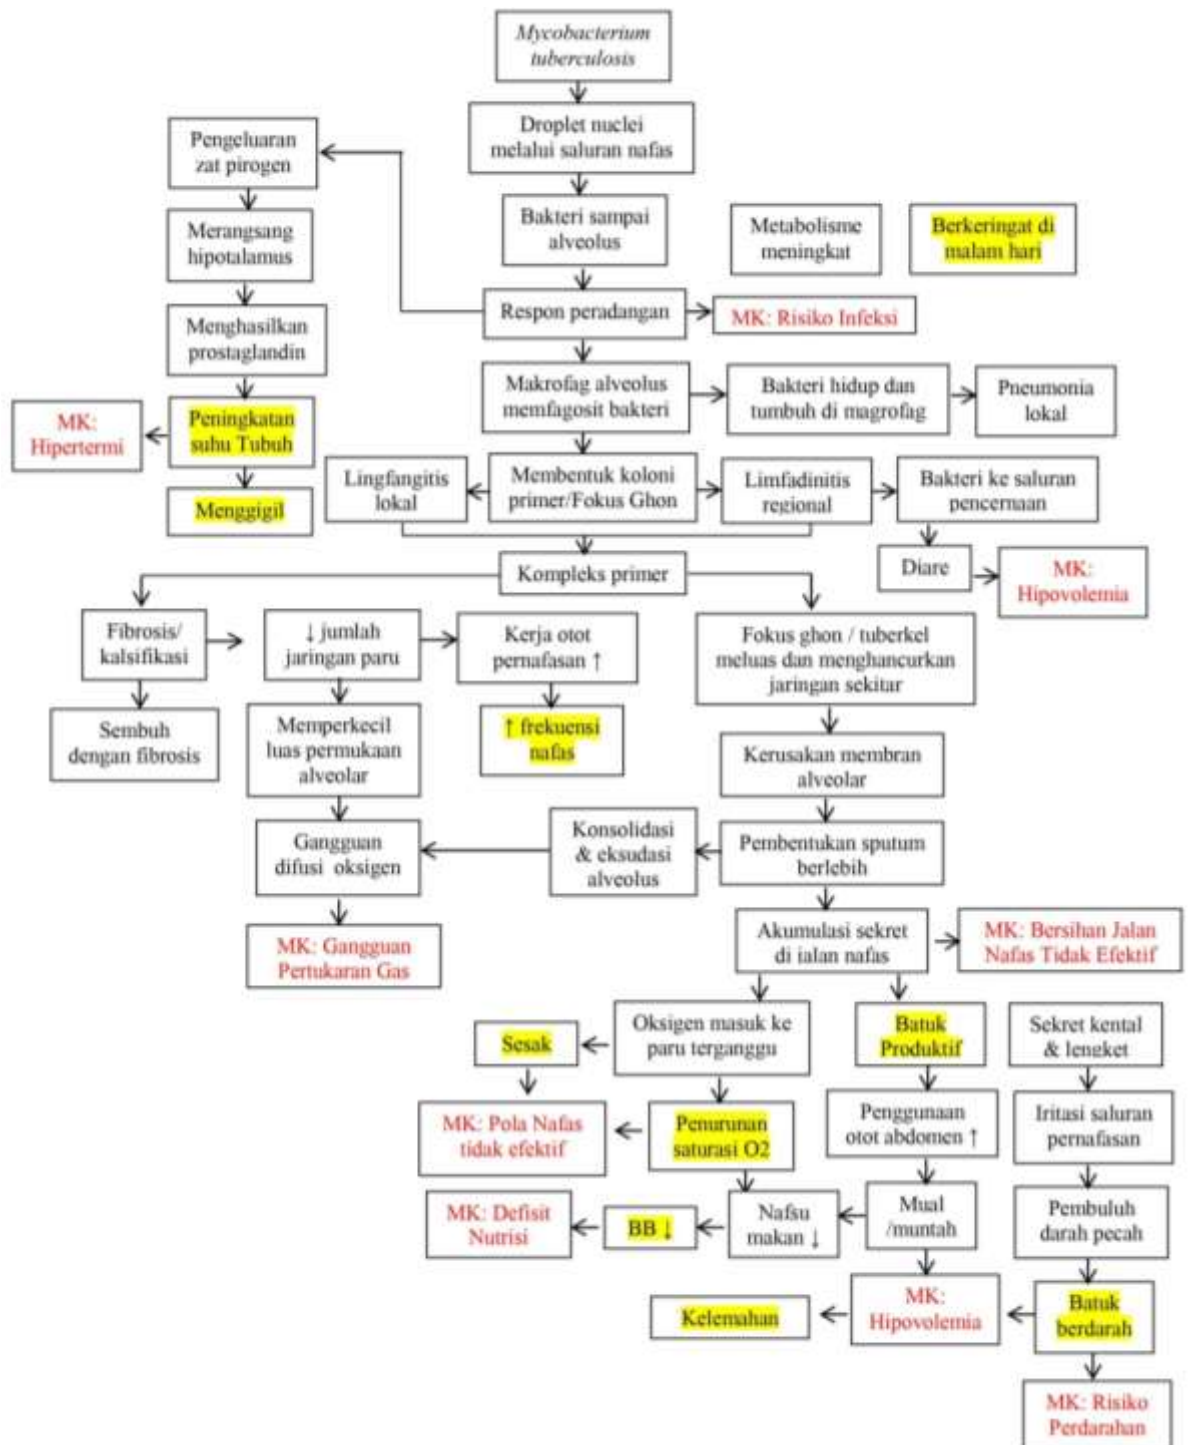 Mycobacterium
tuberculosis
Droplet nuclei
melalui saluran nafas
Pengeluaran
zat pirogen
Bakteri sampai
alveolus
Merangsang
hipotalamus
Metabolisme
meningkat
Berkeringat di
malam hari
Respon peradangan
MK: Risiko Infeksi
Menghasilkan
prostaglandin
Makrofag alveolus
memfagosit bakteri
Bakteri hidup dan
tumbuh di magrofag
Pneumonia
lokal
MK:
Hipertermi
Peningkatan
suhu Tubuh
Menggigil
Lingfangitis
lokal
Membentuk koloni
primer/Fokus Ghon
Limfadinitis
regional
Bakteri ke saluran
pencernaan
Kompleks primer
Diare
MK:
Hipovolemia
Fibrosis/
kalsifikasi
↓ jumlah
jaringan paru
Kerja otot
pernafasan ↑
Fokus ghon / tuberkel
meluas dan menghancurkan
jaringan sekitar
Sembuh
dengan fibrosis
Memperkecil
luas permukaan
alveolar
↑ frekuensi
nafas
Kerusakan membran
alveolar
Gangguan
difusi oksigen
Konsolidasi
& eksudasi
alveolus
Pembentukan sputum
berlebih
MK: Gangguan
Pertukaran Gas
Akumulasi sekret
di jalan nafas
MK: Bersihan Jalan
Nafas Tidak Efektif
Sesak
Oksigen masuk ke
paru terganggu
Batuk
Produktif
Sekret kental
& lengket
MK: Pola Nafas
tidak efektif
Penurunan
saturasi O2
Penggunaan
otot abdomen ↑
Iritasi saluran
pernafasan
MK: Defisit
Nutrisi
BB ↓
Nafsu
makan ↓
Mual
/muntah
Pembuluh
darah pecah
Kelemahan
MK:
Hipovolemia
Batuk
berdarah
MK: Risiko
Perdarahan